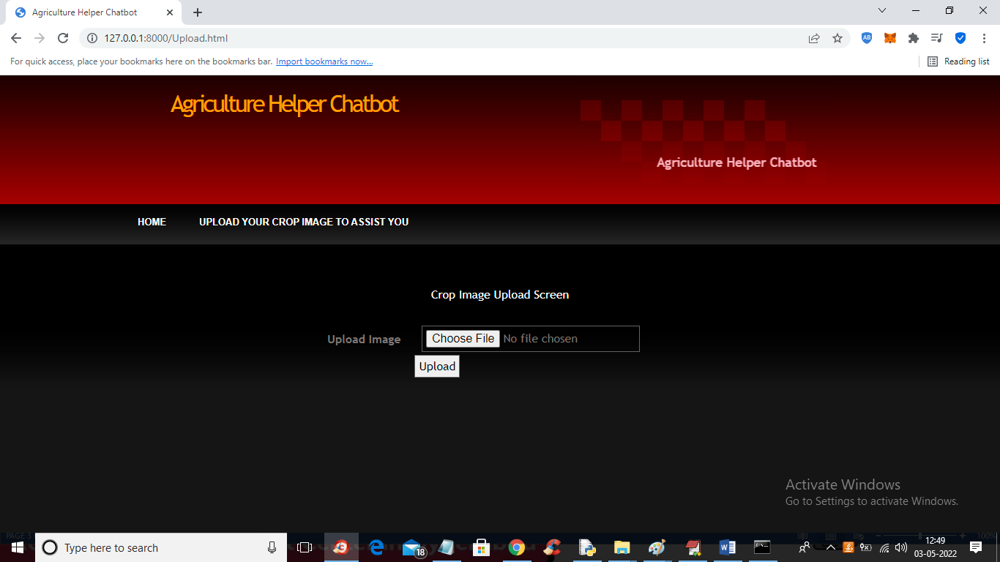 Agriculture Helper Chatbot
127.0.0.1:8000/Upload.html
For quick access, place your bookmarks here on the bookmarks bar. Import bookmarks now...
Reading list
Agriculture Helper Chatbot
Agriculture Helper Chatbot
HOME
UPLOAD YOUR CROP IMAGE TO ASSIST YOU
Crop Image Upload Screen
Upload Image
Choose File No file chosen
Upload
Activate Windows
Go to Settings to activate Windows.
PAGE 3
100%
Type here to search
18
12:49
03-05-2022